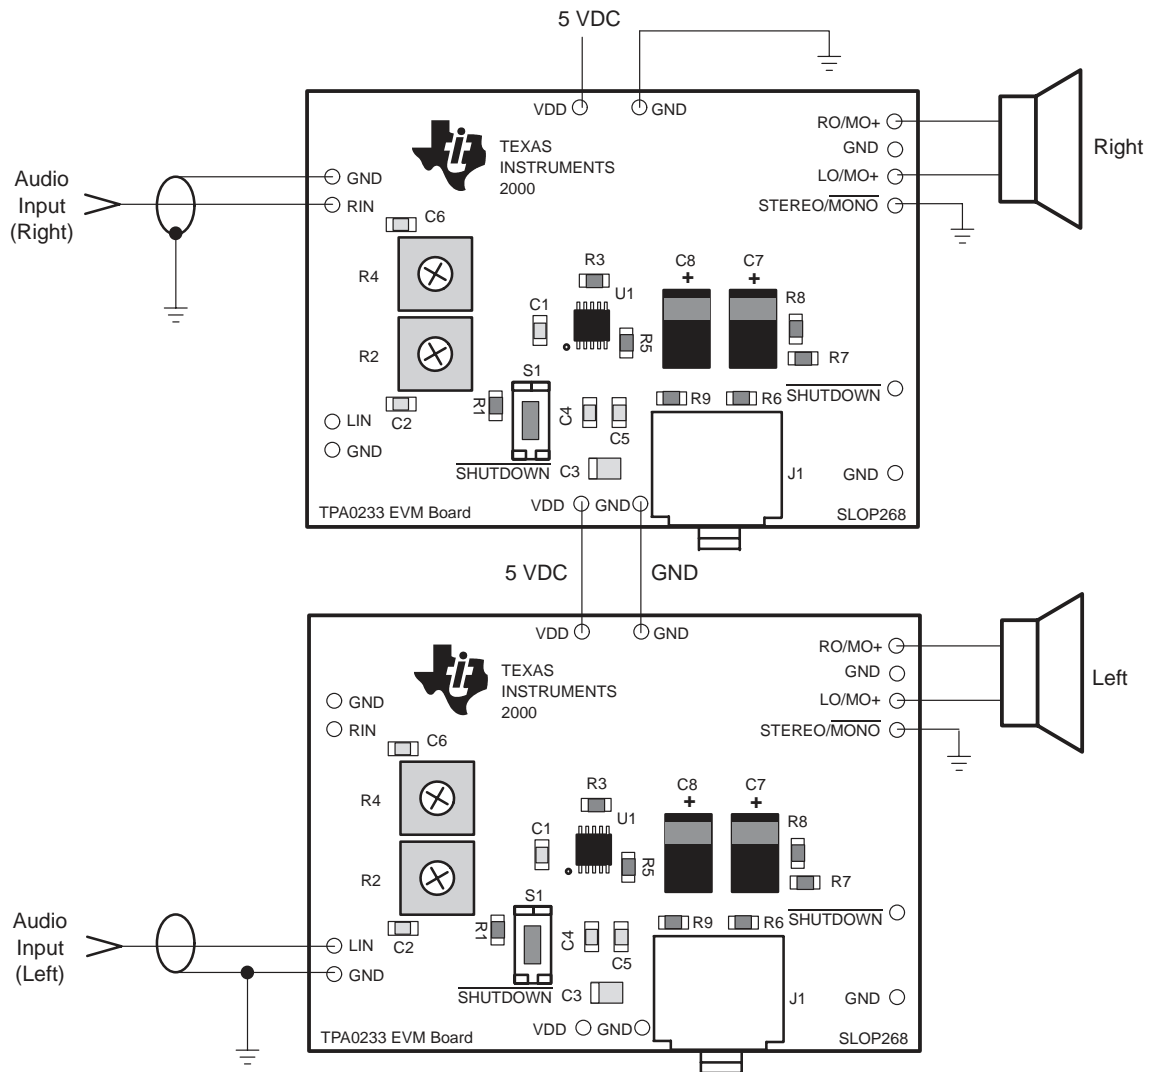 5 VDC
VDD
GND
TEXAS
INSTRUMENTS
2000
RO/MO+
GND
LO/MO+
STEREO/MONO
Right
Audio
Input
(Right)
GND
RIN
C6
R4
R2
C2
LIN
GND
R3
U1
C1
R5
C8
+
C7
+
R8
R7
S1
R1
SHUTDOWN
C4
C5
C3
R9
R6
SHUTDOWN
J1
GND
VDD
GND
TPA0233 EVM Board
SLOP268
5 VDC
GND
VDD
GND
TEXAS
INSTRUMENTS
2000
RO/MO+
GND
LO/MO+
STEREO/MONO
Left
GND
RIN
C6
R4
R2
C2
Audio
Input
(Left)
LIN
GND
R3
U1
C1
R5
C8
+
C7
+
R8
R7
S1
R1
SHUTDOWN
C4
C5
C3
R9
R6
SHUTDOWN
J1
GND
VDD
GND
TPA0233 EVM Board
SLOP268